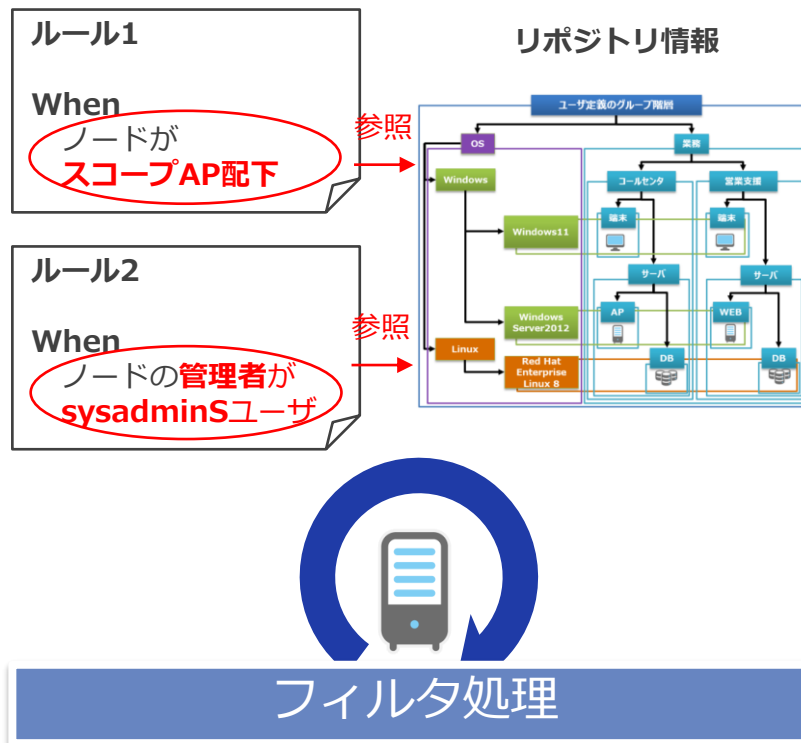 ルール1
When
ノードが
スコープAP配下
参照
ルール2
When
ノードの管理者が
sysadminSユーザ
参照
リポジトリ情報
ユーザ定義のグループ階層
OS
業務
Windows
コールセンタ
営業支援
端末
端末
Windows11
サーバ
サーバ
AP
WEB
Windows
Server2012
Linux
DB
DB
Red Hat
Enterprise
Linux 8
フィルタ処理